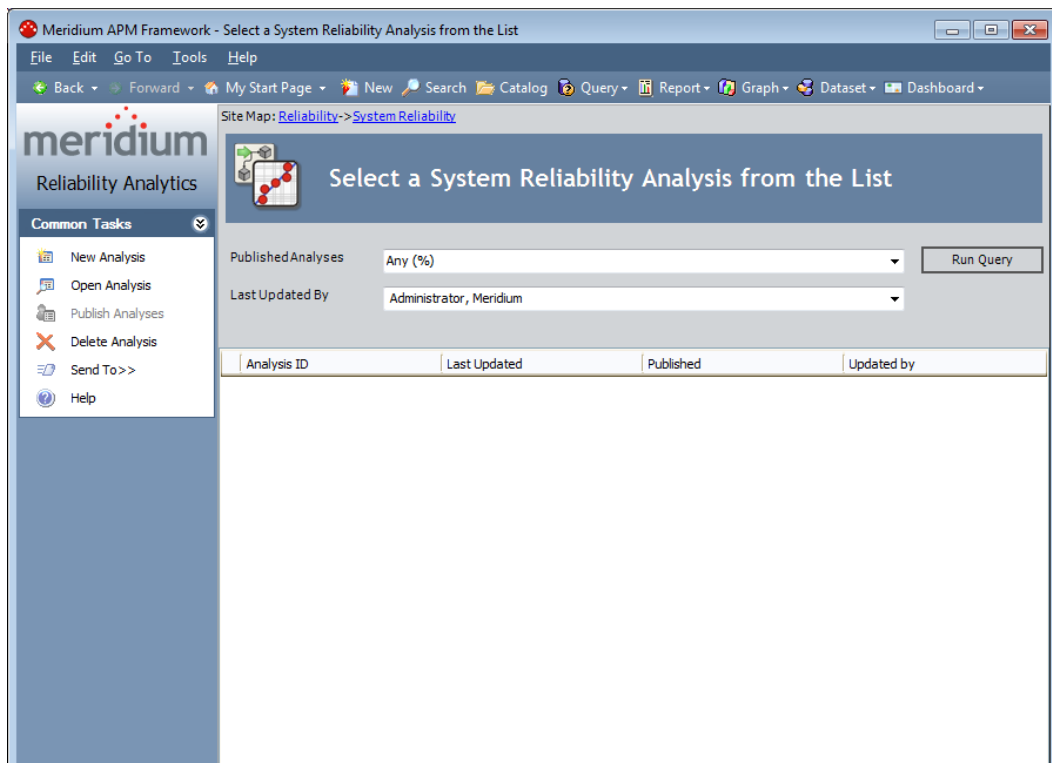 Meridium APM Framework - Select a System Reliability Analysis from the List
File Edit Go To Tools Help
Back Forward My Start Page New Search Catalog Query Report Graph Dataset Dashboard
Site Map: Reliability->System Reliability
meridium
Reliability Analytics
Select a System Reliability Analysis from the List
Common Tasks
New Analysis
Open Analysis
Publish Analyses
Delete Analysis
Send To>>
Help
Published Analyses Any (%) Run Query
Last Updated By Administrator, Meridium
Analysis ID Last Updated Published Updated by